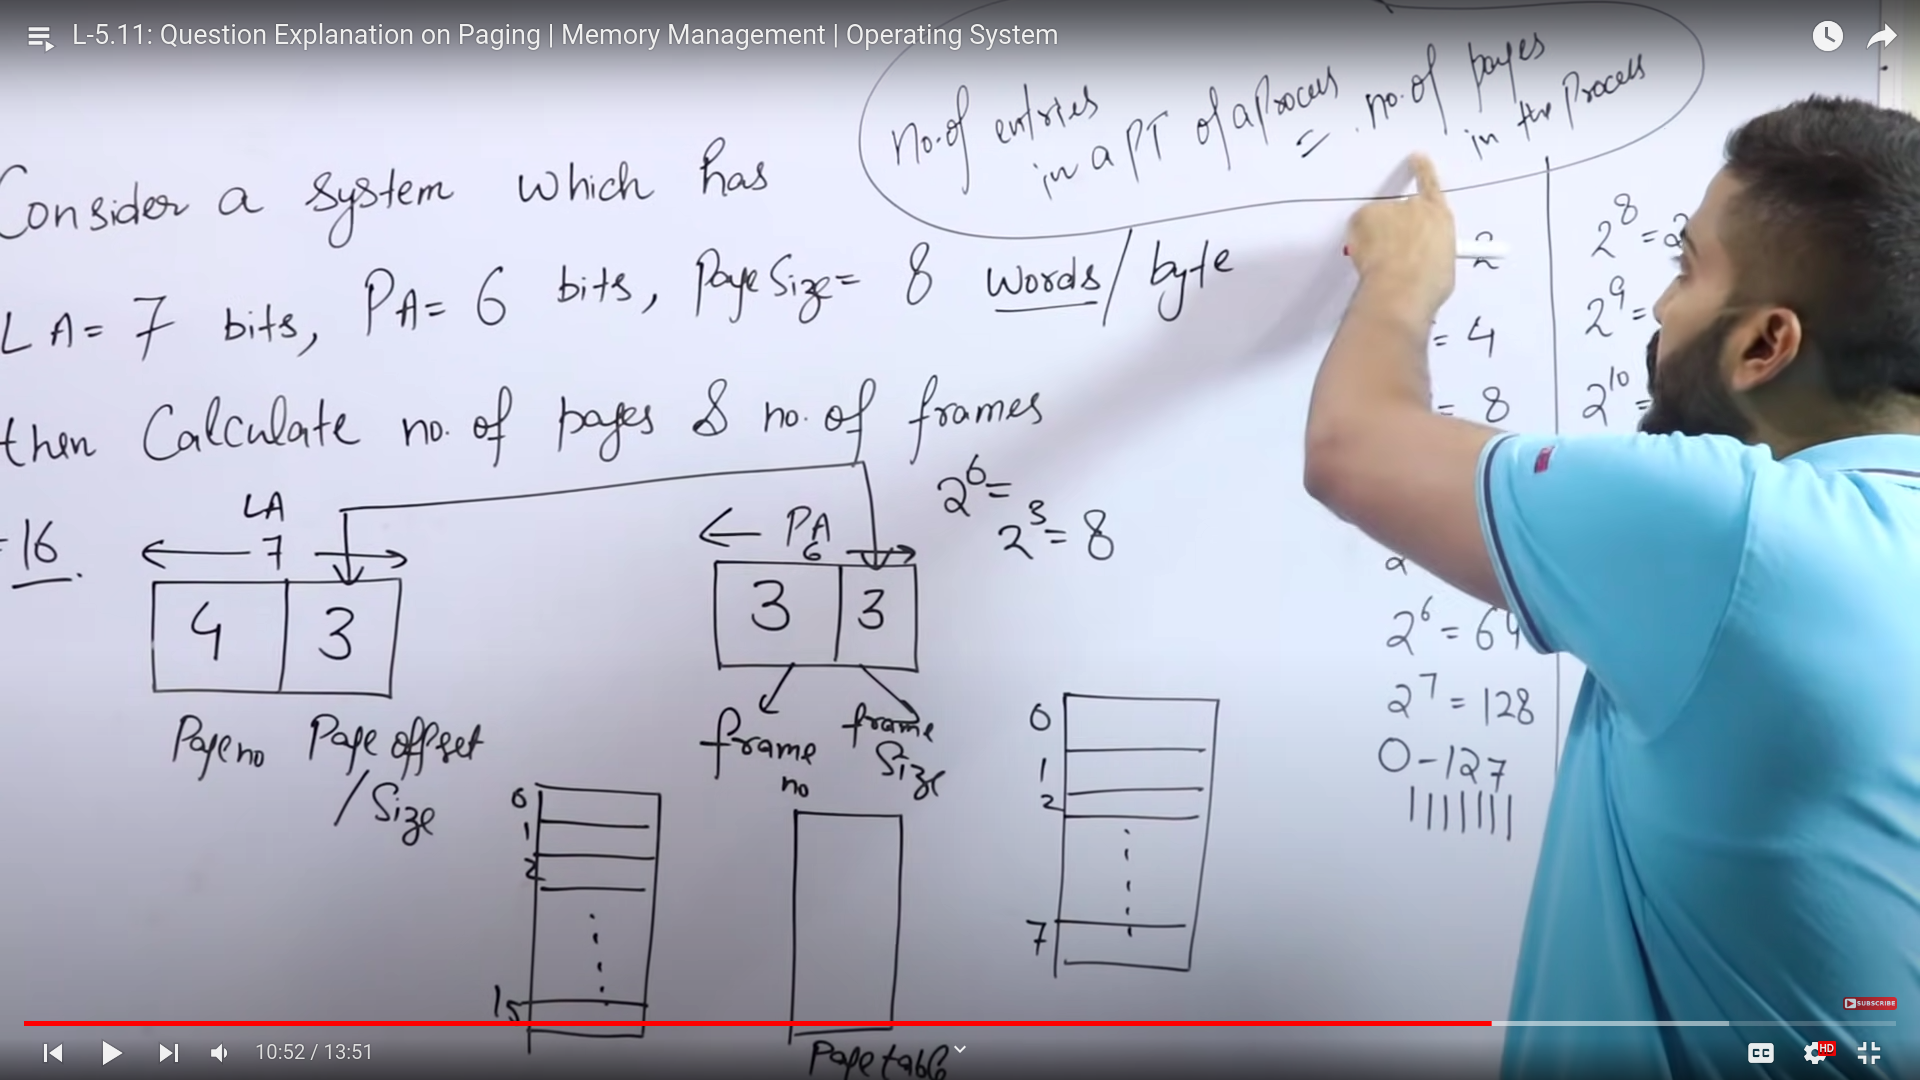 L-5.11: Question Explanation on Paging | Memory Management | Operating System
No. of entries
in a PT of a Process
= no. of pages
in the Process
Consider a system which has
LA= 7 bits, PA= 6 bits, Page Size= 8 Words/byte
then Calculate no. of pages & no. of frames
16
LA
7
4 3
Page no Page offset
/Size
PA
6
3 3
frame
no
frame
Size
2^6=
2^3=8
0
1
2
15
Page table
0
1
2
7
2
= 4
= 8
2^6 = 64
2^7 = 128
0-127
1111111
2^8 =
2^9 =
2^10 =
SUBSCRIBE
10:52 / 13:51
CC
HD